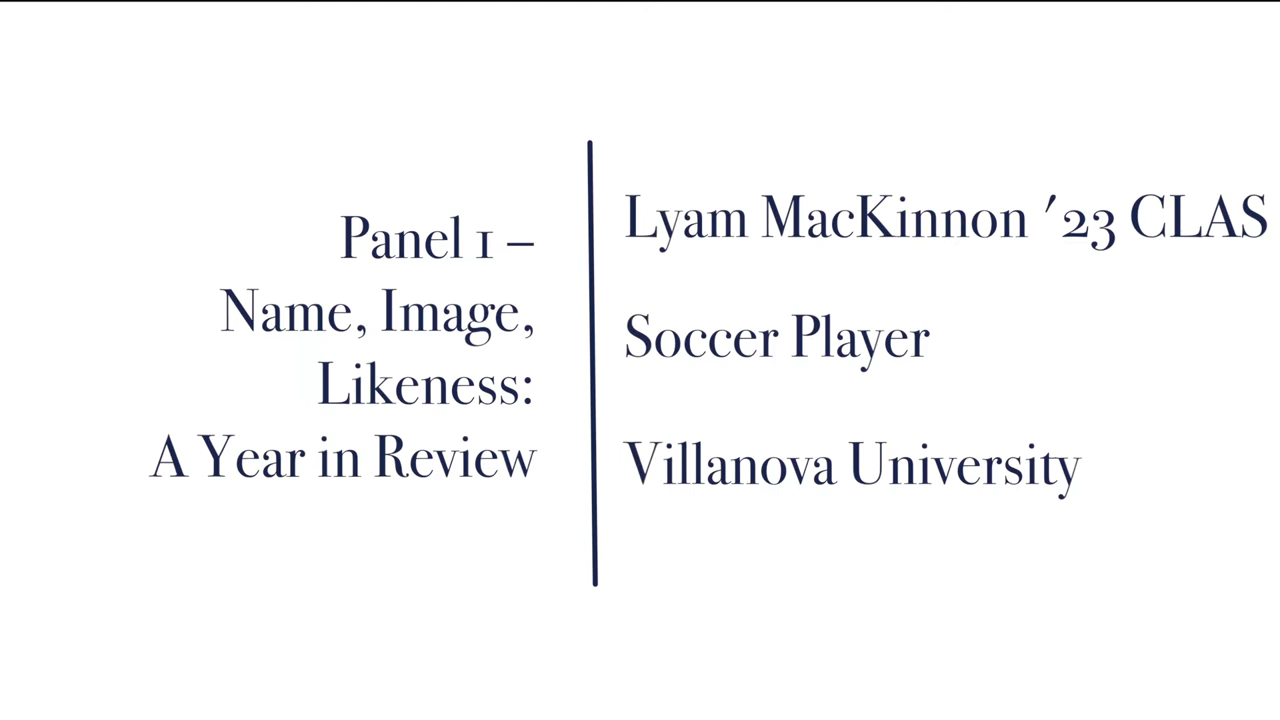 Panel 1 –
Name, Image,
Likeness:
A Year in Review
Lyam MacKinnon '23 CLAS
Soccer Player
Villanova University